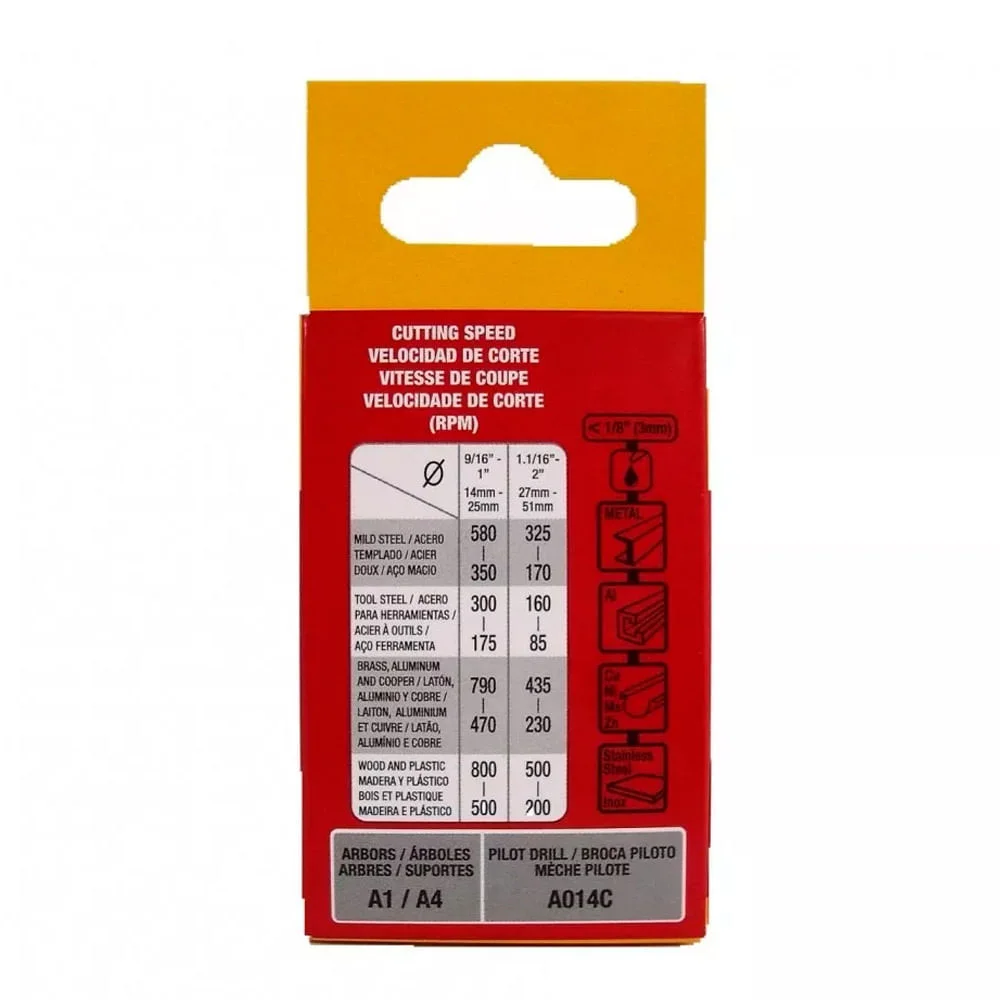 CUTTING SPEED
VELOCIDAD DE CORTE
VITESSE DE COUPE
VELOCIDADE DE CORTE
(RPM)
< 1/8" (3mm)
Ø
9/16" -
1"
14mm -
25mm
1.1/16"-
2"
27mm -
51mm
MILD STEEL / ACERO
TEMPLADO / ACIER
DOUX / AÇO MACIO
580
350
325
170
TOOL STEEL / ACERO
PARA HERRAMIENTAS /
ACIER À OUTILS /
AÇO FERRAMENTA
300
175
160
85
BRASS, ALUMINUM
AND COOPER / LATÓN,
ALUMINIO Y COBRE /
LAITON, ALUMINIUM
ET CUIVRE / LATÃO,
ALUMÍNIO E COBRE
790
470
435
230
WOOD AND PLASTIC
MADERA Y PLÁSTICO
BOIS ET PLASTIQUE
MADEIRA E PLÁSTICO
800
500
500
200
METAL
Al
Cu
Zn
Stainless
Steel
Inox
ARBORS / ÁRBOLES
ARBRES / SUPORTES
A1 / A4
PILOT DRILL / BROCA PILOTO
MÈCHE PILOTE
A014C